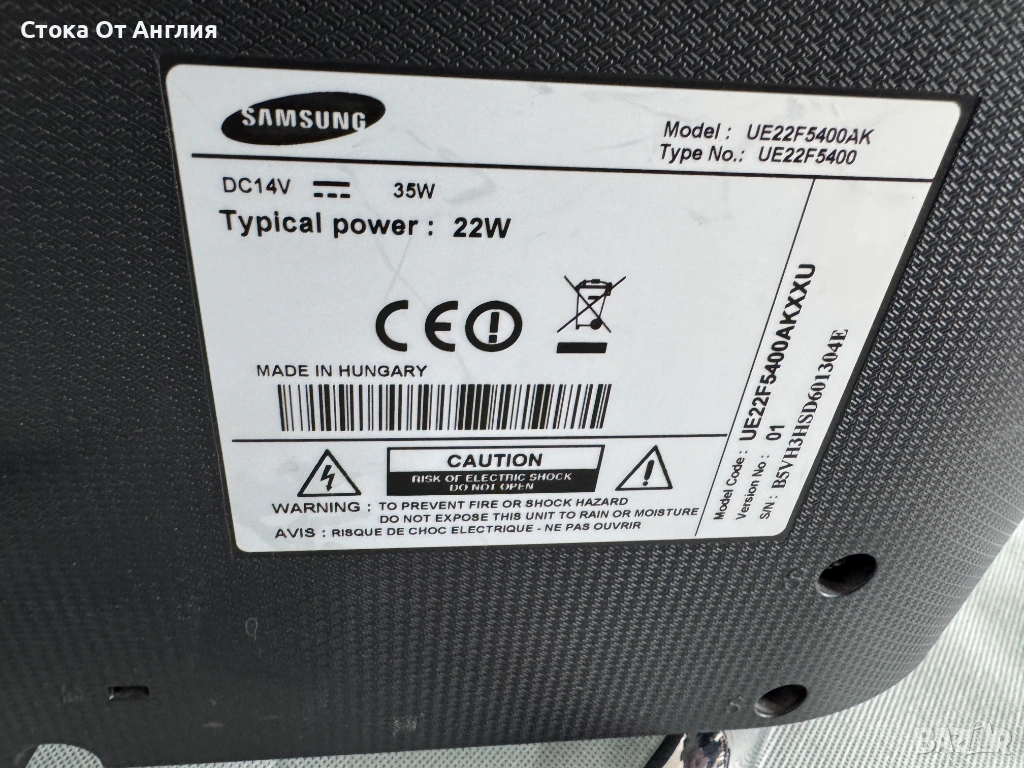 Стока От Англия
SAMSUNG
Model : UE22F5400AK
Type No.: UE22F5400
DC14V 35W
Typical power : 22W
CE
MADE IN HUNGARY
CAUTION
RISK OF ELECTRIC SHOCK
DO NOT OPEN
WARNING : TO PREVENT FIRE OR SHOCK HAZARD
DO NOT EXPOSE THIS UNIT TO RAIN OR MOISTURE
AVIS : RISQUE DE CHOC ELECTRIQUE - NE PAS OUVRIR
Model Code : UE22F5400AKXXU
Version No : 01
S/N : B5VH3HSD601304E
BAZAR